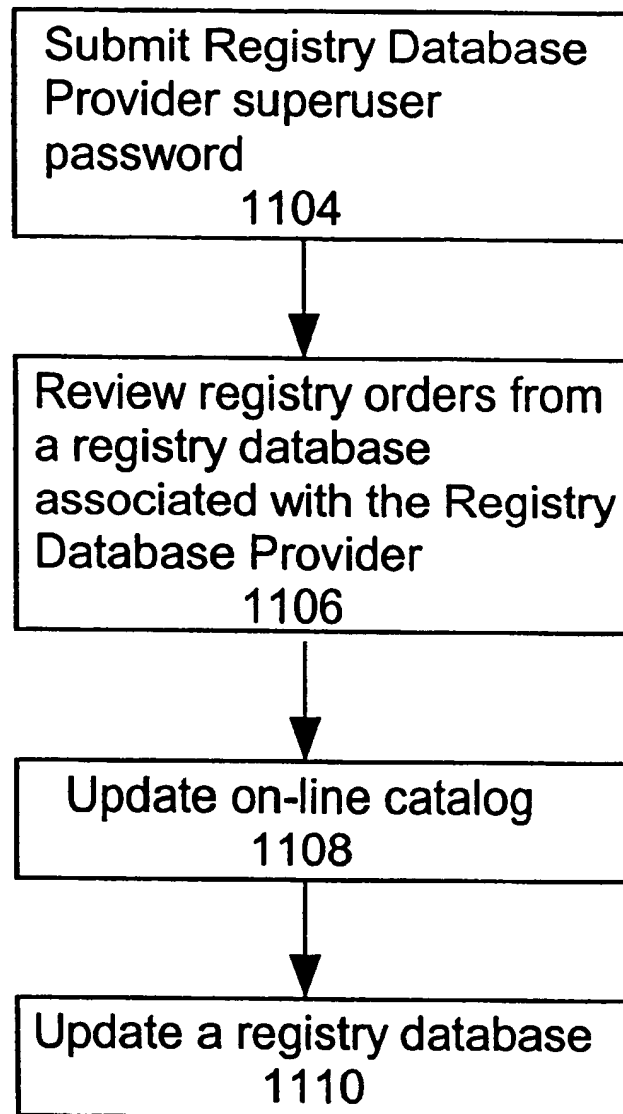 Submit Registry Database
Provider superuser
password
1104
Review registry orders from
a registry database
associated with the Registry
Database Provider
1106
Update on-line catalog
1108
Update a registry database
1110